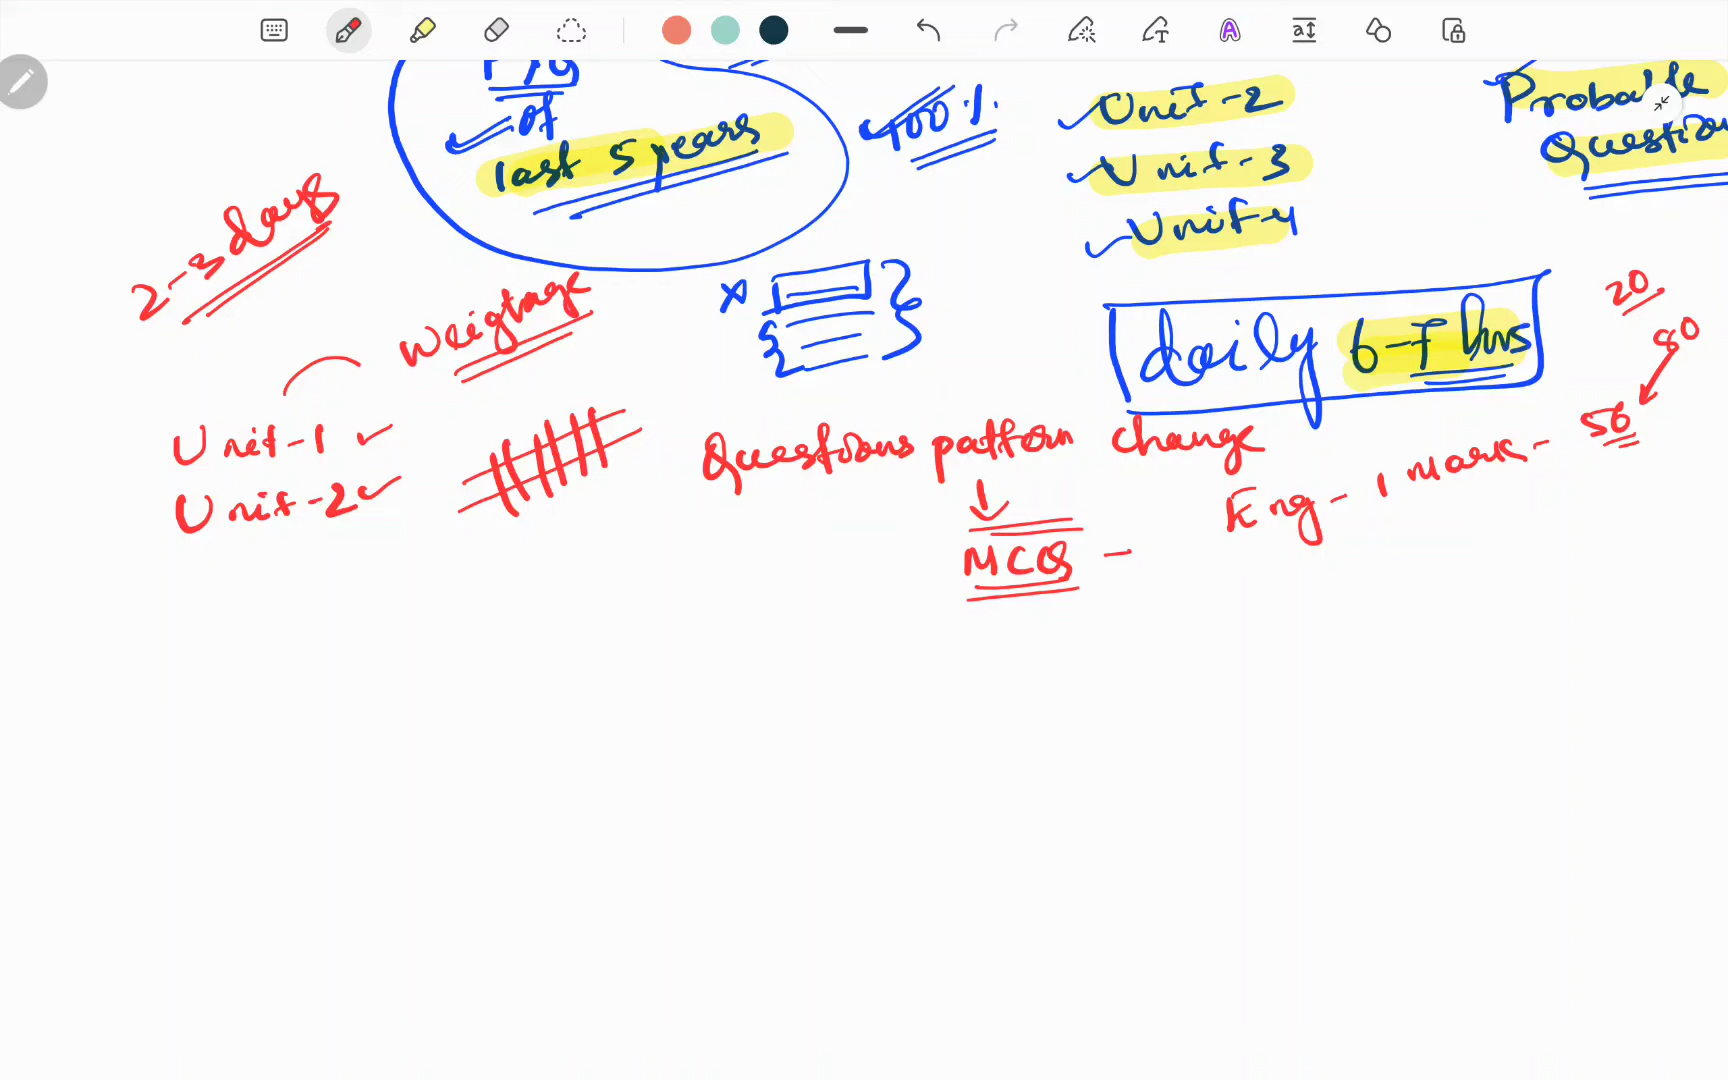 PYQ
of
last 5 years
100%
Unit-2
Unit-3
Unit-4
Probable
Question
2-3 days
weigtage
daily 6-7 hrs
20
80
56
Unit-1
Unit-2
Questions pattern change
MCQ -
Eng - 1 Mark -